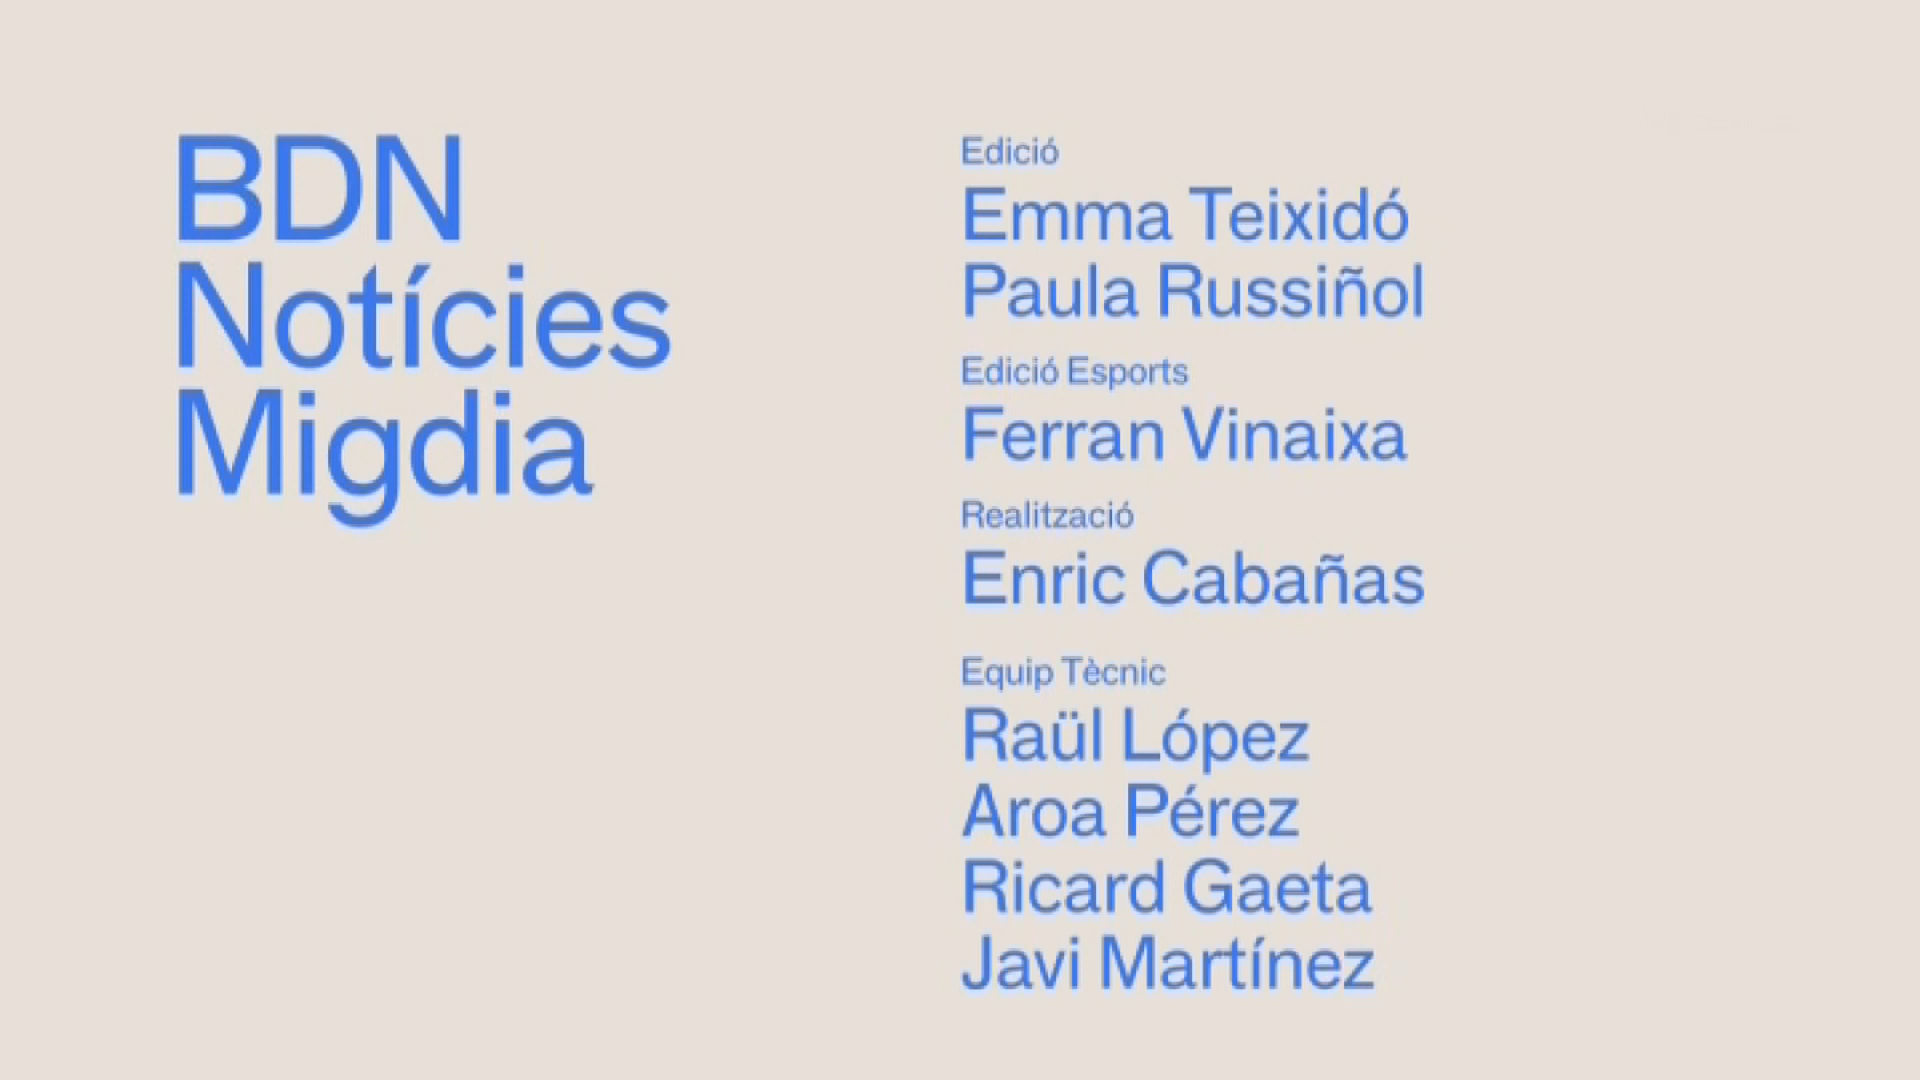 BDN
Notícies
Migdia
Edició
Emma Teixidó
Paula Russiñol
Edició Esports
Ferran Vinaixa
Realització
Enric Cabañas
Equip Tècnic
Raül López
Aroa Pérez
Ricard Gaeta
Javi Martínez